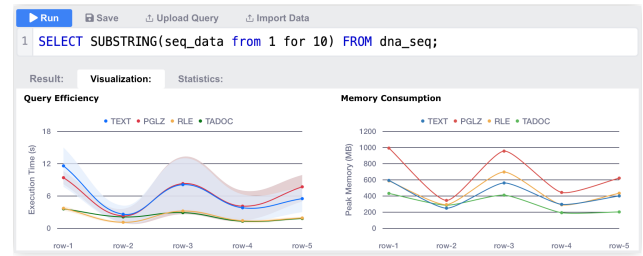 Run Save Upload Query Import Data
1 SELECT SUBSTRING(seq_data from 1 for 10) FROM dna_seq;
Result: Visualization: Statistics:
Query Efficiency
TEXT PGLZ RLE TADOC
Execution Time (s)
18
12
6
0
row-1 row-2 row-3 row-4 row-5
Memory Consumption
TEXT PGLZ RLE TADOC
Peak Memory (MB)
1200
1000
800
600
400
200
0
row-1 row-2 row-3 row-4 row-5